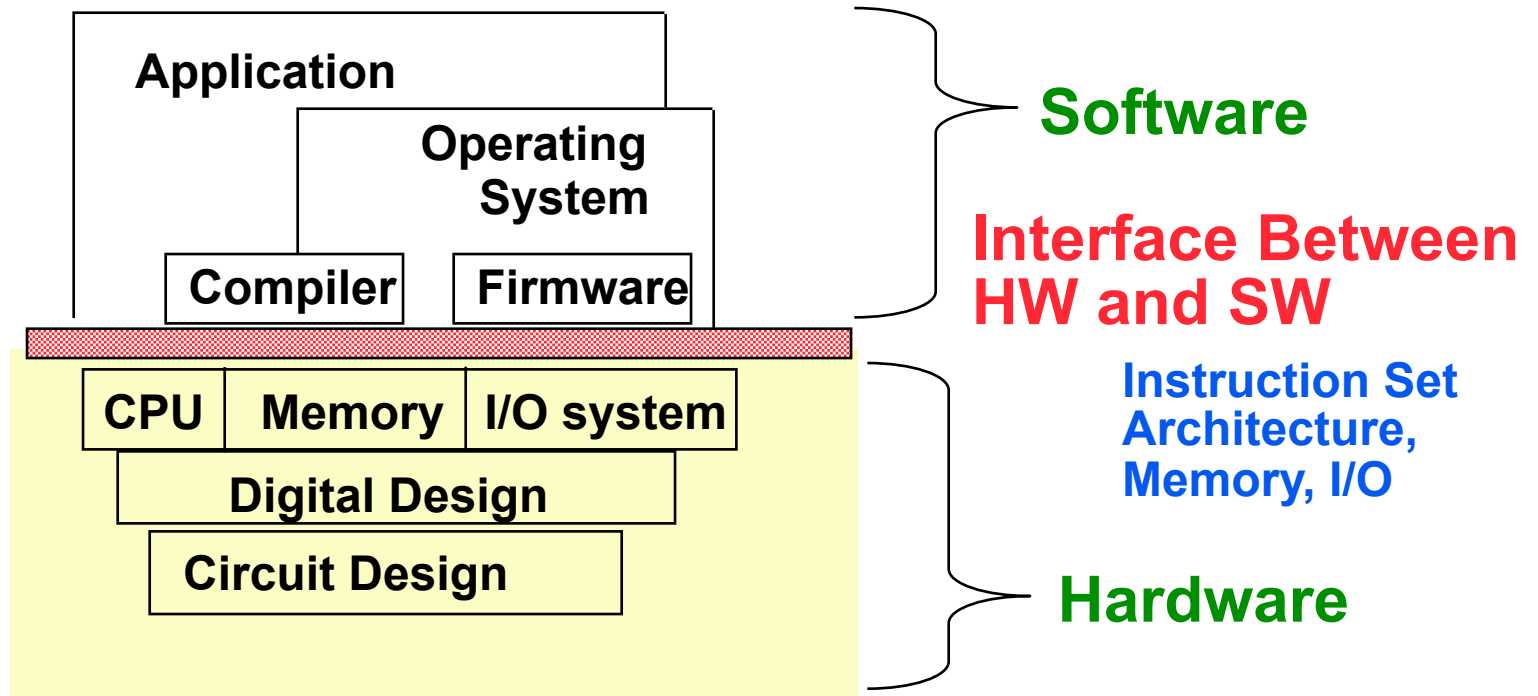 Application
Operating
System
Compiler
Firmware
Software
Interface Between
HW and SW
CPU
Memory
I/O system
Instruction Set
Architecture,
Memory, I/O
Digital Design
Circuit Design
Hardware